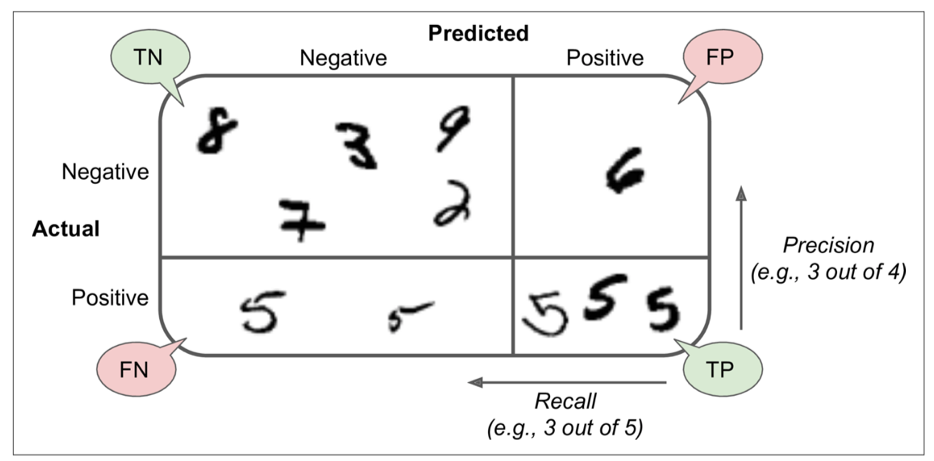 Predicted
TN
Negative
Positive
FP
8
3
9
Negative
6
7
2
Actual
Precision
(e.g., 3 out of 4)
Positive
5
5
5
5
5
FN
TP
Recall
(e.g., 3 out of 5)